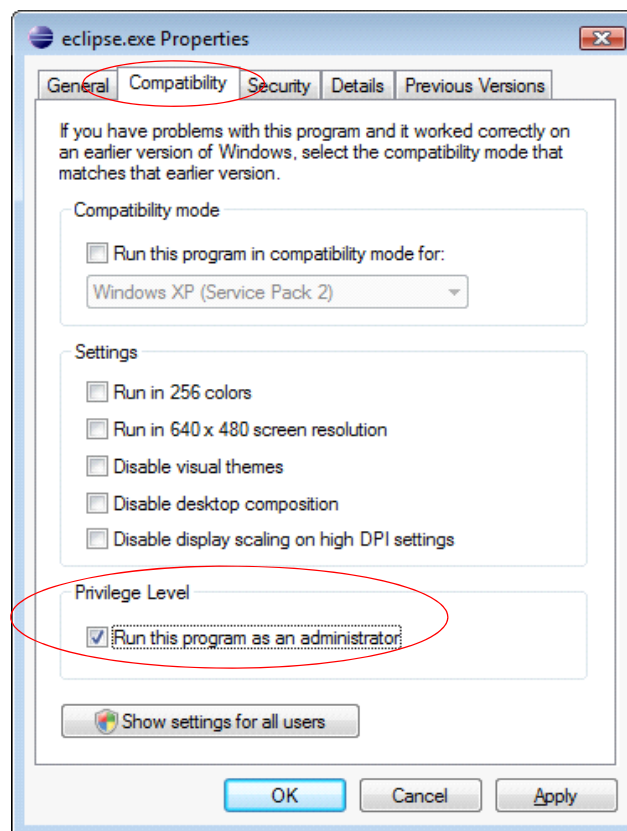 eclipse.exe Properties
General Compatibility Security Details Previous Versions
If you have problems with this program and it worked correctly on
an earlier version of Windows, select the compatibility mode that
matches that earlier version.
Compatibility mode
Run this program in compatibility mode for:
Windows XP (Service Pack 2)
Settings
Run in 256 colors
Run in 640 x 480 screen resolution
Disable visual themes
Disable desktop composition
Disable display scaling on high DPI settings
Privilege Level
Run this program as an administrator
Show settings for all users
OK Cancel Apply